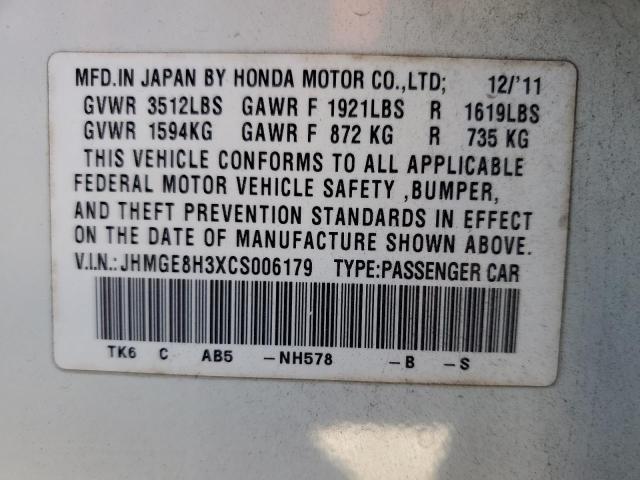 MFD.IN JAPAN BY HONDA MOTOR CO.,LTD; 12/'11
GVWR 3512LBS GAWR F 1921LBS R 1619LBS
GVWR 1594KG GAWR F 872 KG R 735 KG
THIS VEHICLE CONFORMS TO ALL APPLICABLE
FEDERAL MOTOR VEHICLE SAFETY ,BUMPER,
AND THEFT PREVENTION STANDARDS IN EFFECT
ON THE DATE OF MANUFACTURE SHOWN ABOVE.
V.I.N.: JHMGE8H3XCS006179 TYPE:PASSENGER CAR
TK6 C AB5 -NH578 -B -S